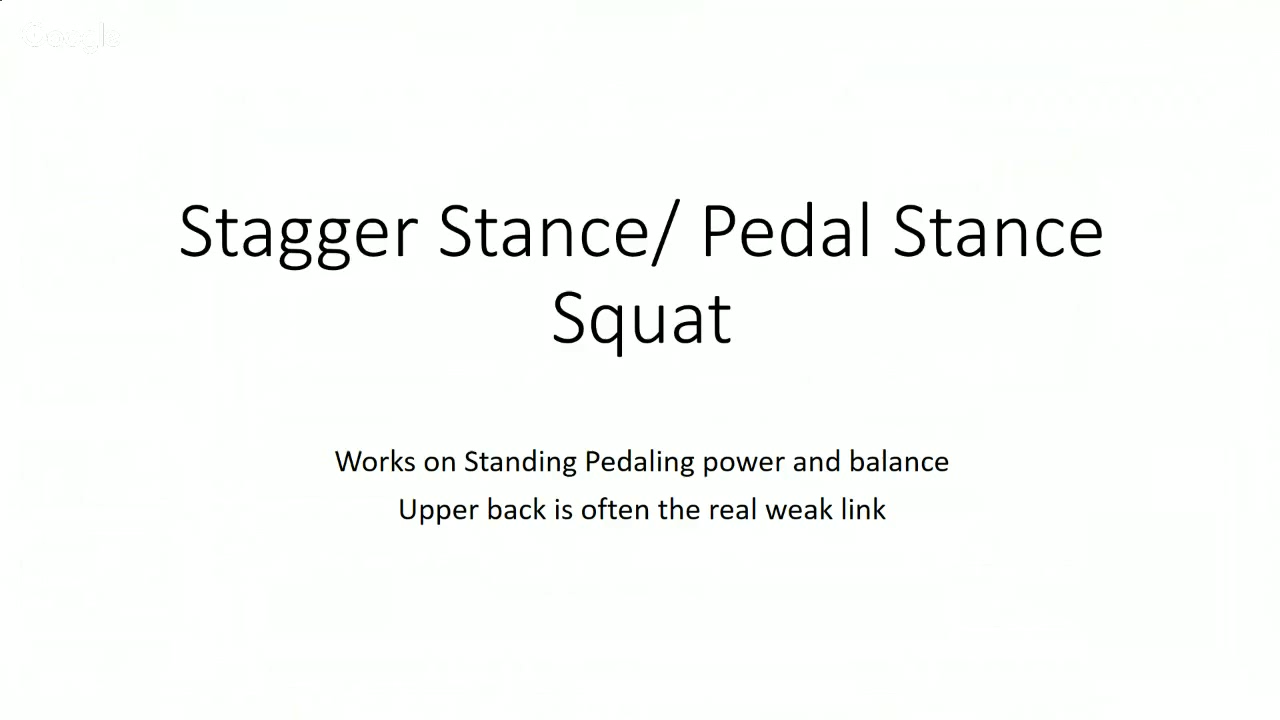 Google
Stagger Stance/ Pedal Stance
Squat
Works on Standing Pedaling power and balance
Upper back is often the real weak link